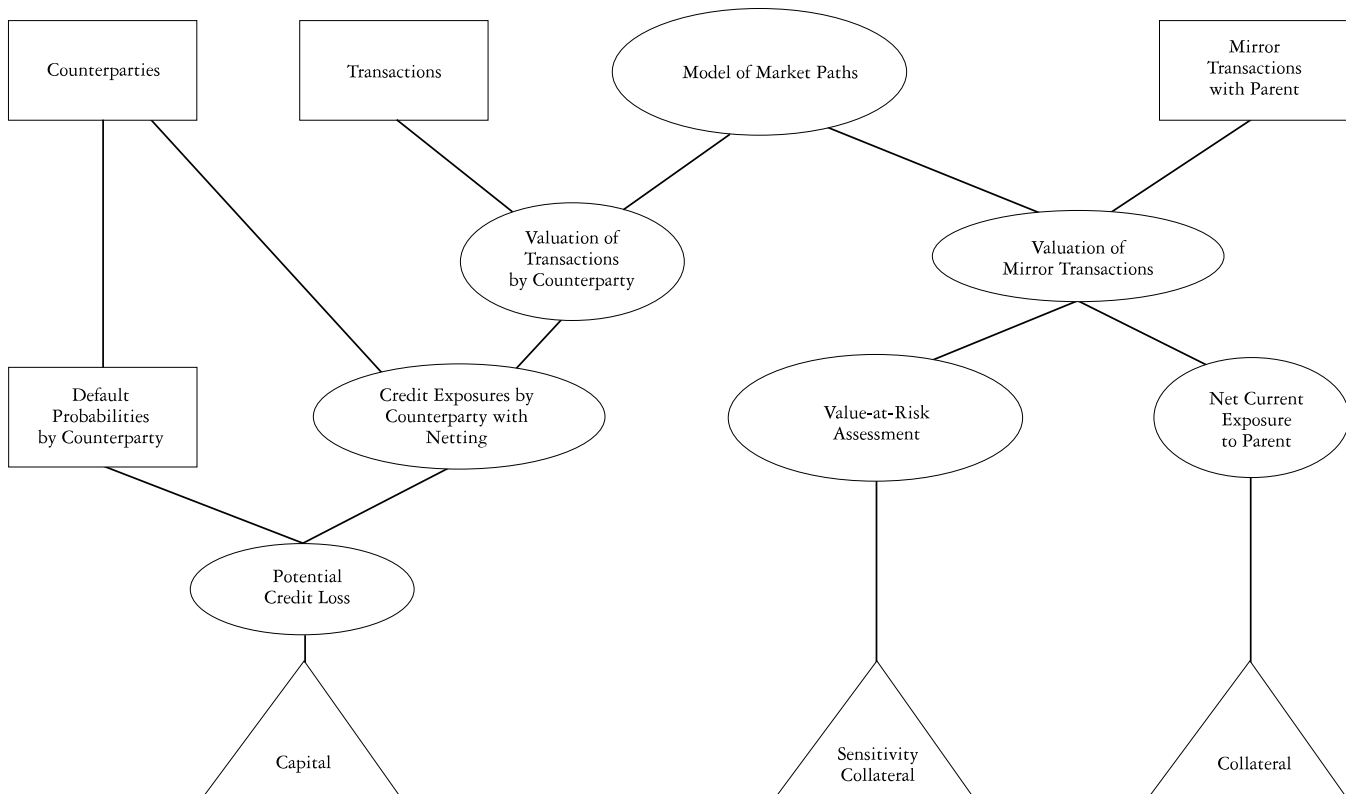 Counterparties
Transactions
Model of Market Paths
Mirror
Transactions
with Parent
Valuation of
Transactions
by Counterparty
Valuation of
Mirror Transactions
Default
Probabilities
by Counterparty
Credit Exposures by
Counterparty with
Netting
Value-at-Risk
Assessment
Net Current
Exposure
to Parent
Potential
Credit Loss
Capital
Sensitivity
Collateral
Collateral